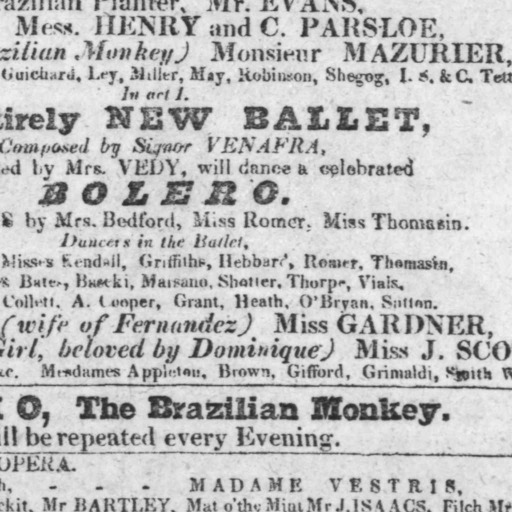 razilian Planter, Mr. EVANS,
Mess. HENRY and C. PARSLOE,
zilian Monkey) Monsieur MAZURIER,
Guichard, Ley, Miller, May, Robinson, Shegog, I. S. & C. Tett
In act I.
tirely NEW BALLET,
Composed by Signor VENAFRA,
ed by Mrs. VEDY, will dance a celebrated
BOLERO.
S by Mrs. Bedford, Miss Romer, Miss Thomasin.
Dancers in the Ballet,
Misses Kendall, Griffiths, Hebbard, Romer, Thomasin,
s Bates, Massano, Shotter, Thorpe, Vials,
Collett, A. Cooper, Grant, Heath, O'Bryan, Sutton.
(wife of Fernandez) Miss GARDNER,
Girl, beloved by Dominique) Miss J. SCO
&c. Mesdames Appleton, Brown, Gifford, Grimaldi, Smith W
O, The Brazilian Monkey.
ll be repeated every Evening.
OPERA.
h, - - - MADAME VESTRIS,
ckit, Mr BARTLEY, Mat o'the Mint Mr J. ISAACS, Filch Mr